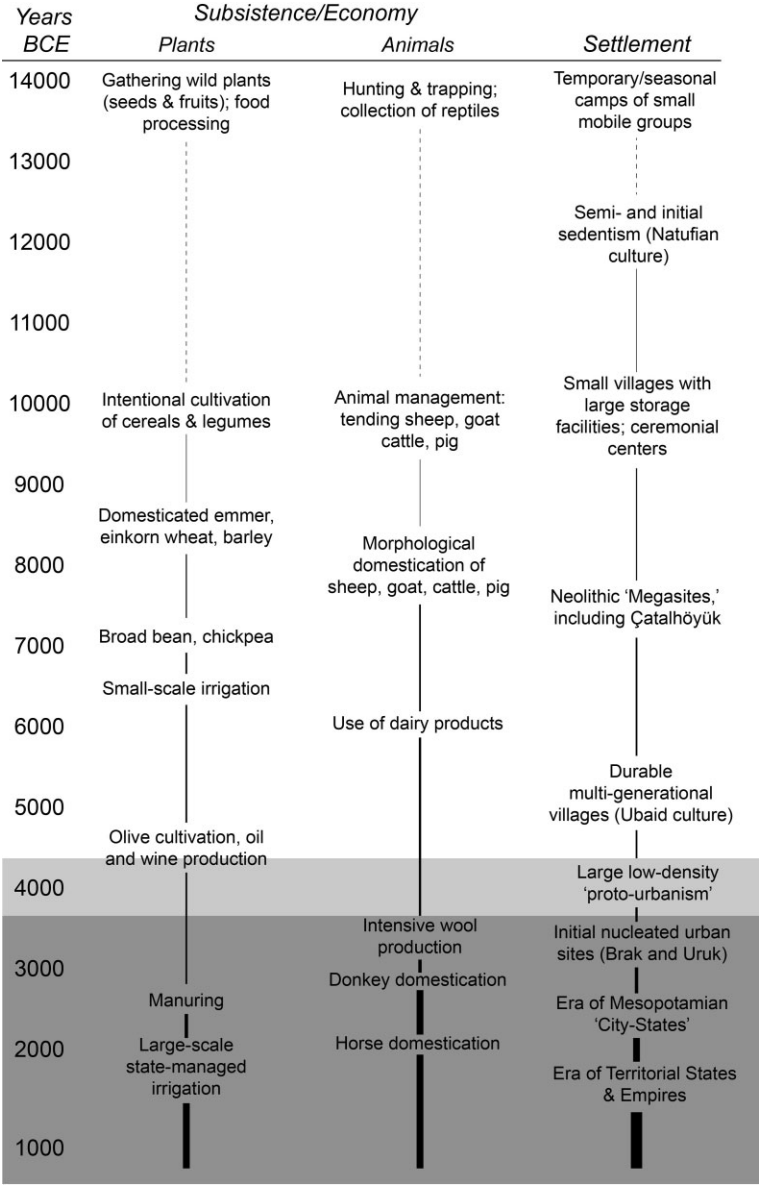 Years
BCE
Subsistence/Economy
Plants
Animals
Settlement
14000
Gathering wild plants
(seeds & fruits); food
processing
Hunting & trapping;
collection of reptiles
Temporary/seasonal
camps of small
mobile groups
13000
12000
Semi- and initial
sedentism (Natufian
culture)
11000
10000
Intentional cultivation
of cereals & legumes
Animal management:
tending sheep, goat
cattle, pig
Small villages with
large storage
facilities; ceremonial
centers
9000
Domesticated emmer,
einkorn wheat, barley
8000
Morphological
domestication of
sheep, goat, cattle, pig
Neolithic ‘Megasites,’
including Çatalhöyük
7000
Broad bean, chickpea
Small-scale irrigation
6000
Use of dairy products
5000
Durable
multi-generational
villages (Ubaid culture)
Olive cultivation, oil
and wine production
4000
Large low-density
‘proto-urbanism’
Intensive wool
production
Initial nucleated urban
sites (Brak and Uruk)
3000
Donkey domestication
Manuring
Era of Mesopotamian
‘City-States’
2000
Large-scale
state-managed
irrigation
Horse domestication
Era of Territorial States
& Empires
1000